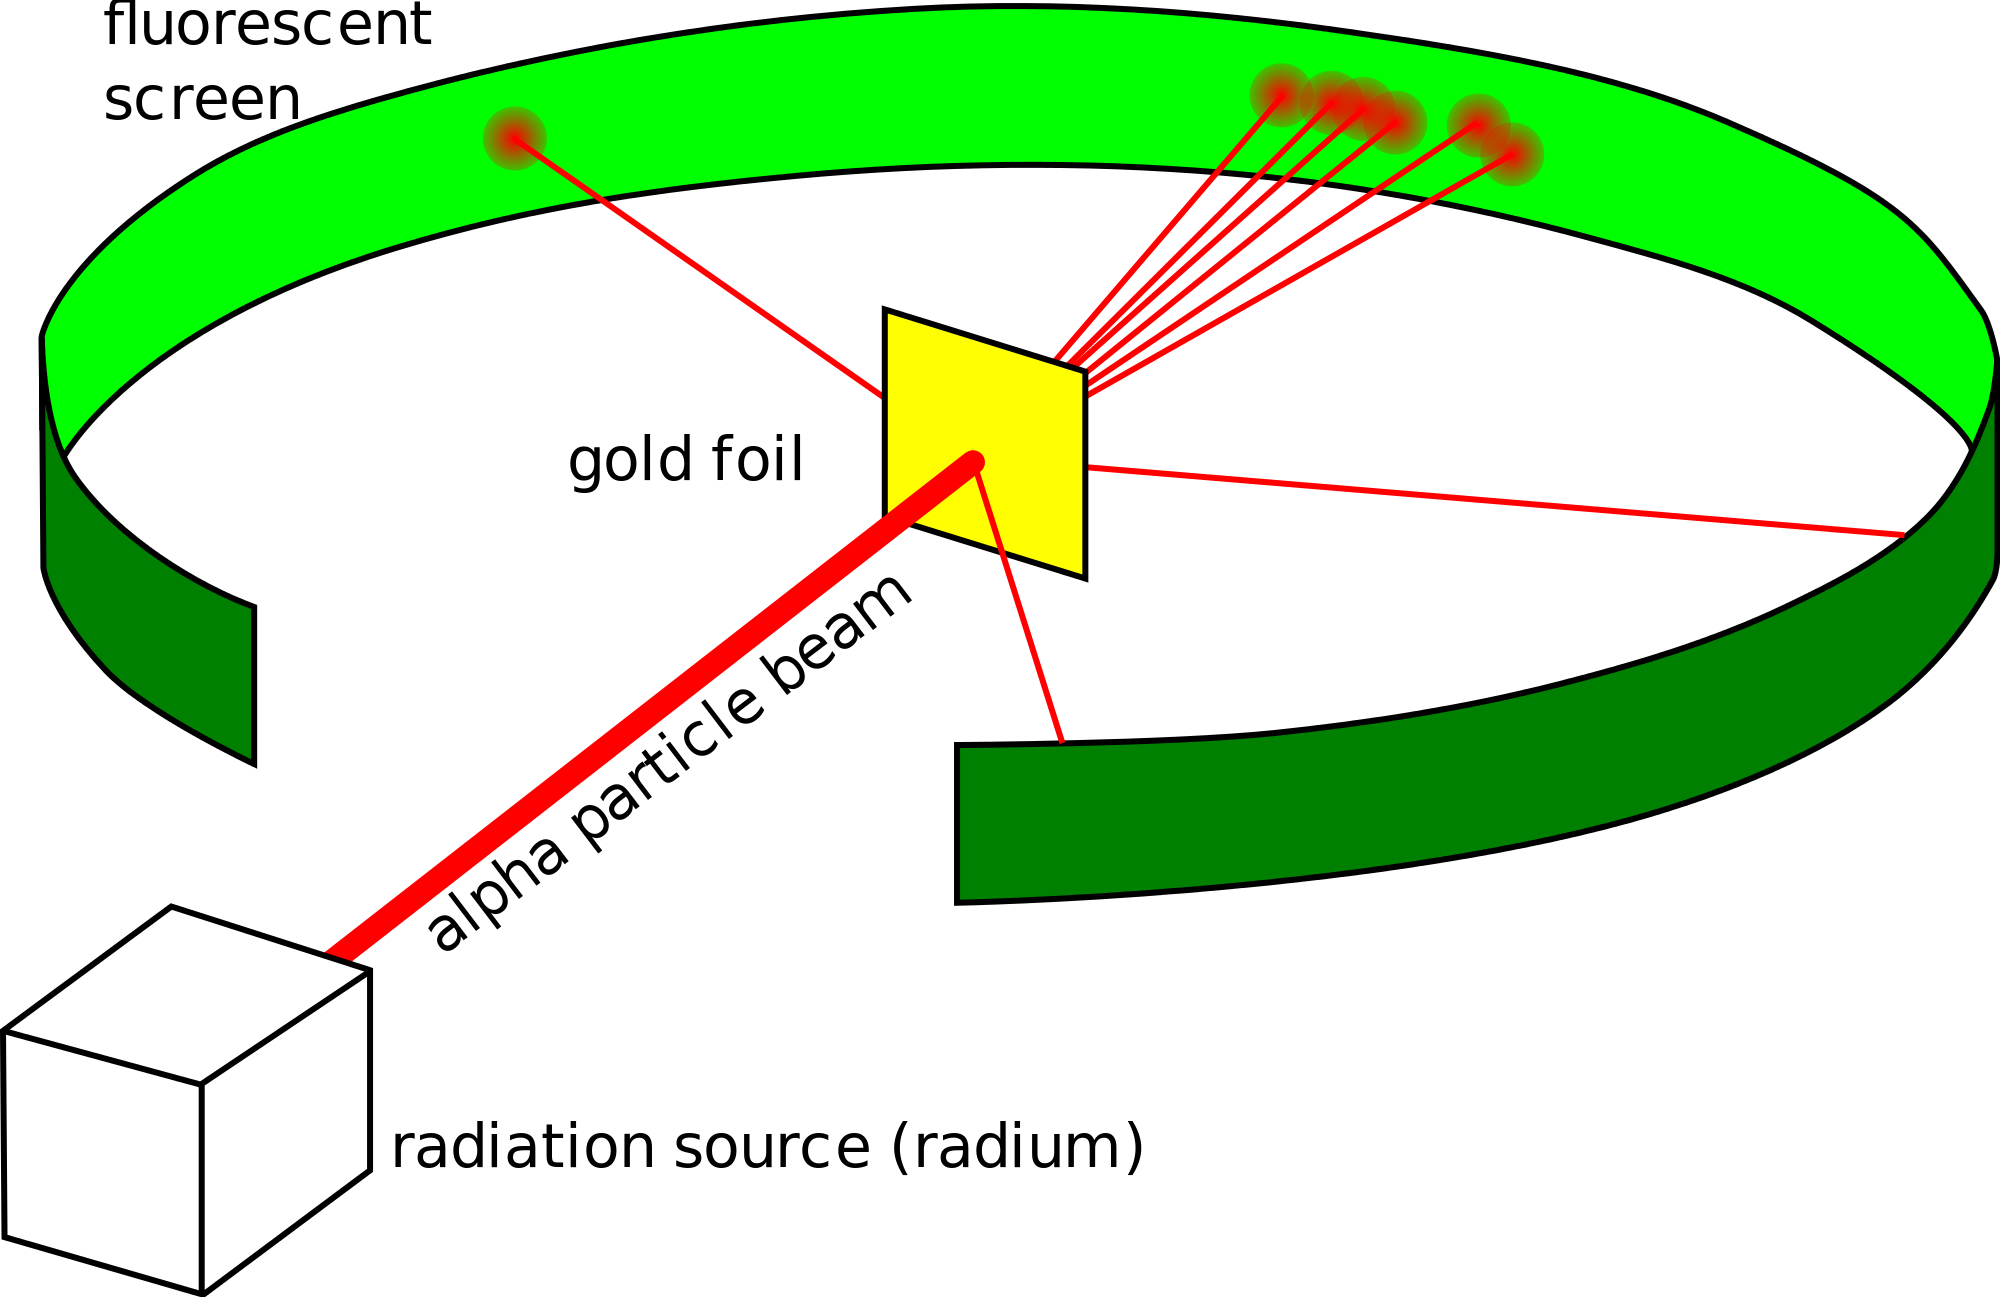 fluorescent
screen
gold foil
alpha particle beam
radiation source (radium)